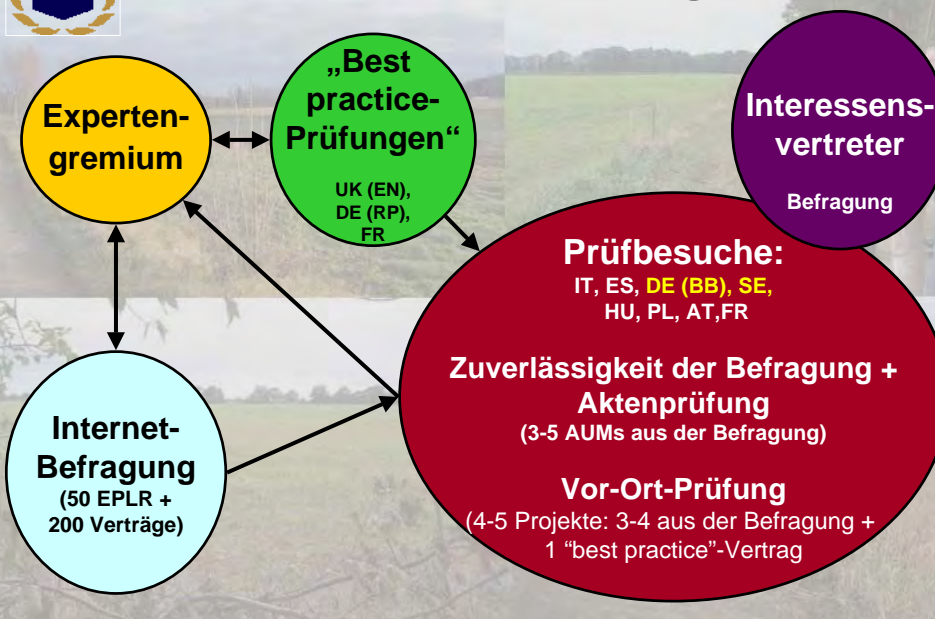 Experten-
gremium
„Best
practice-
Prüfungen“
UK (EN),
DE (RP),
FR
Interessens-
vertreter
Befragung
Prüfbesuche:
IT, ES, DE (BB), SE,
HU, PL, AT,FR
Zuverlässigkeit der Befragung +
Aktenprüfung
(3-5 AUMs aus der Befragung)
Vor-Ort-Prüfung
(4-5 Projekte: 3-4 aus der Befragung +
1 “best practice”-Vertrag
Internet-
Befragung
(50 EPLR +
200 Verträge)